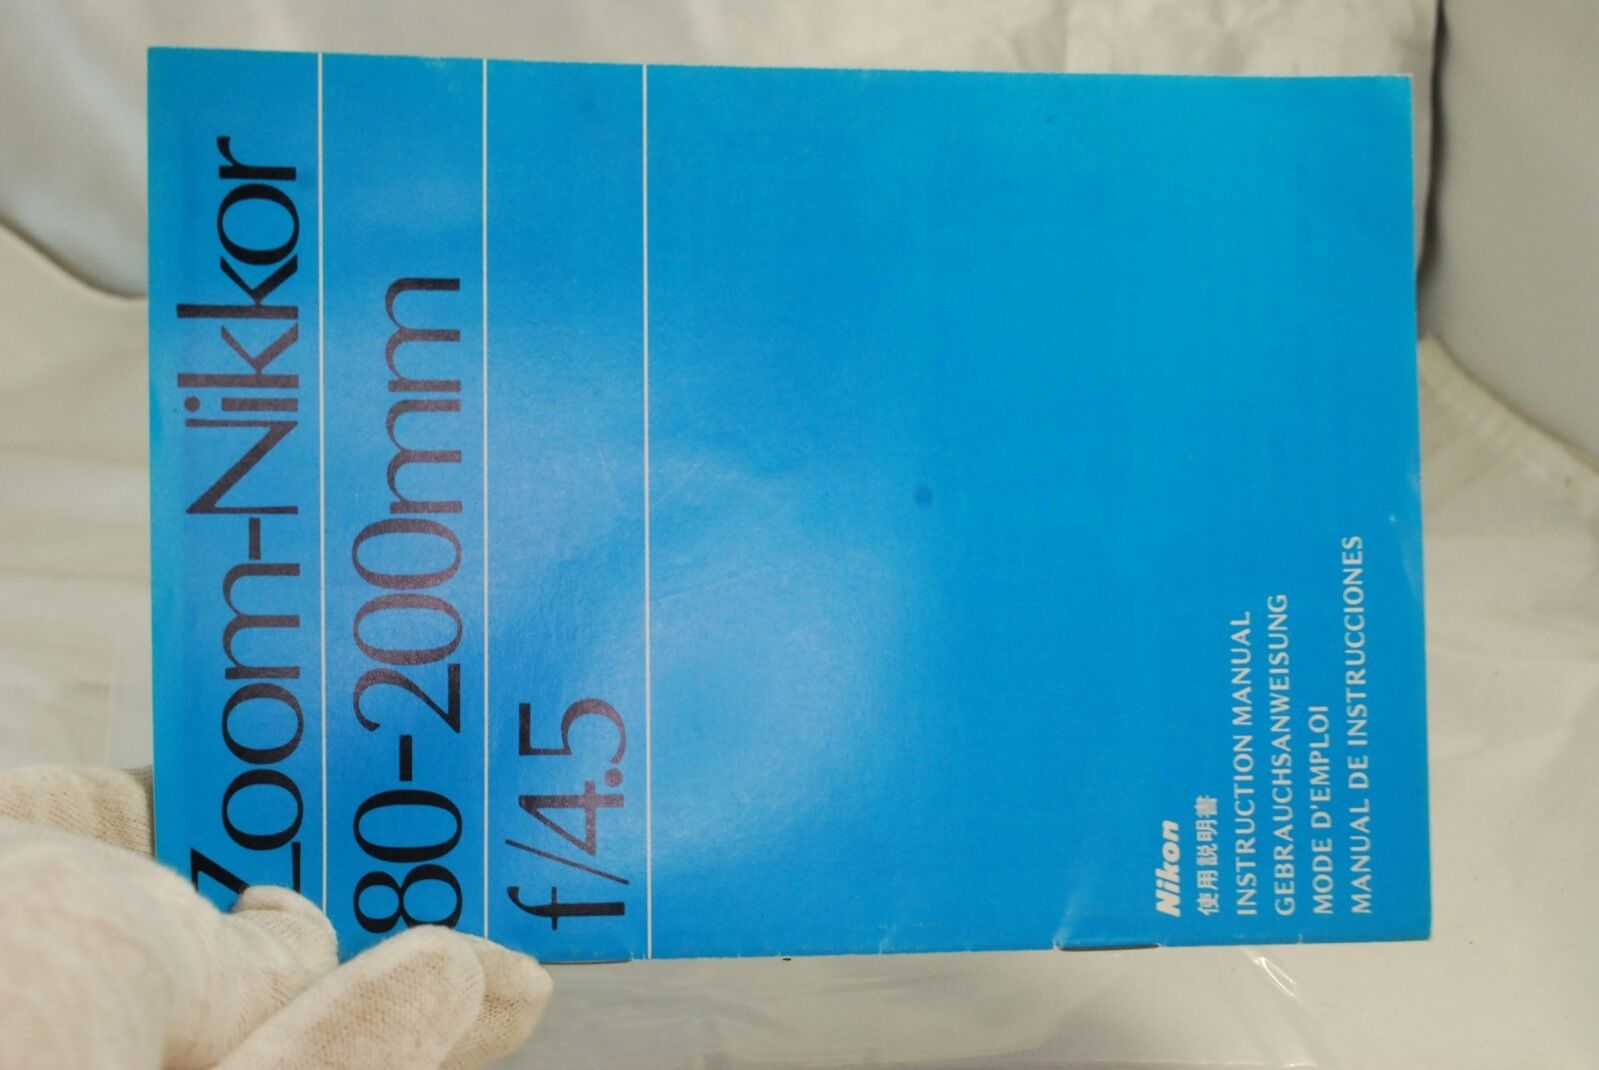 Zoom-Nikkor
80-200mm
f/4.5
Nikon
使用説明書
INSTRUCTION MANUAL
GEBRAUCHSANWEISUNG
MODE D'EMPLOI
MANUAL DE INSTRUCCIONES